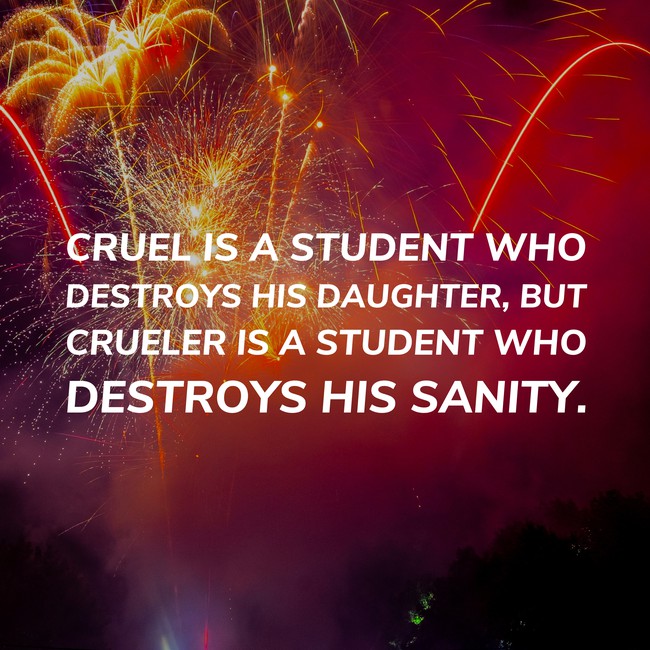 CRUEL IS A STUDENT WHO
DESTROYS HIS DAUGHTER, BUT
CRUELER IS A STUDENT WHO
DESTROYS HIS SANITY.